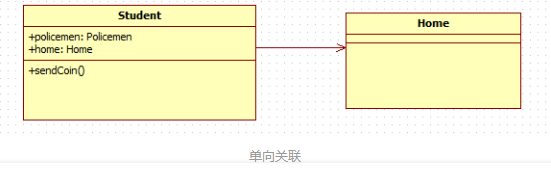 Student
+policemen: Policemen
+home: Home
+sendCoin()
Home
单向关联